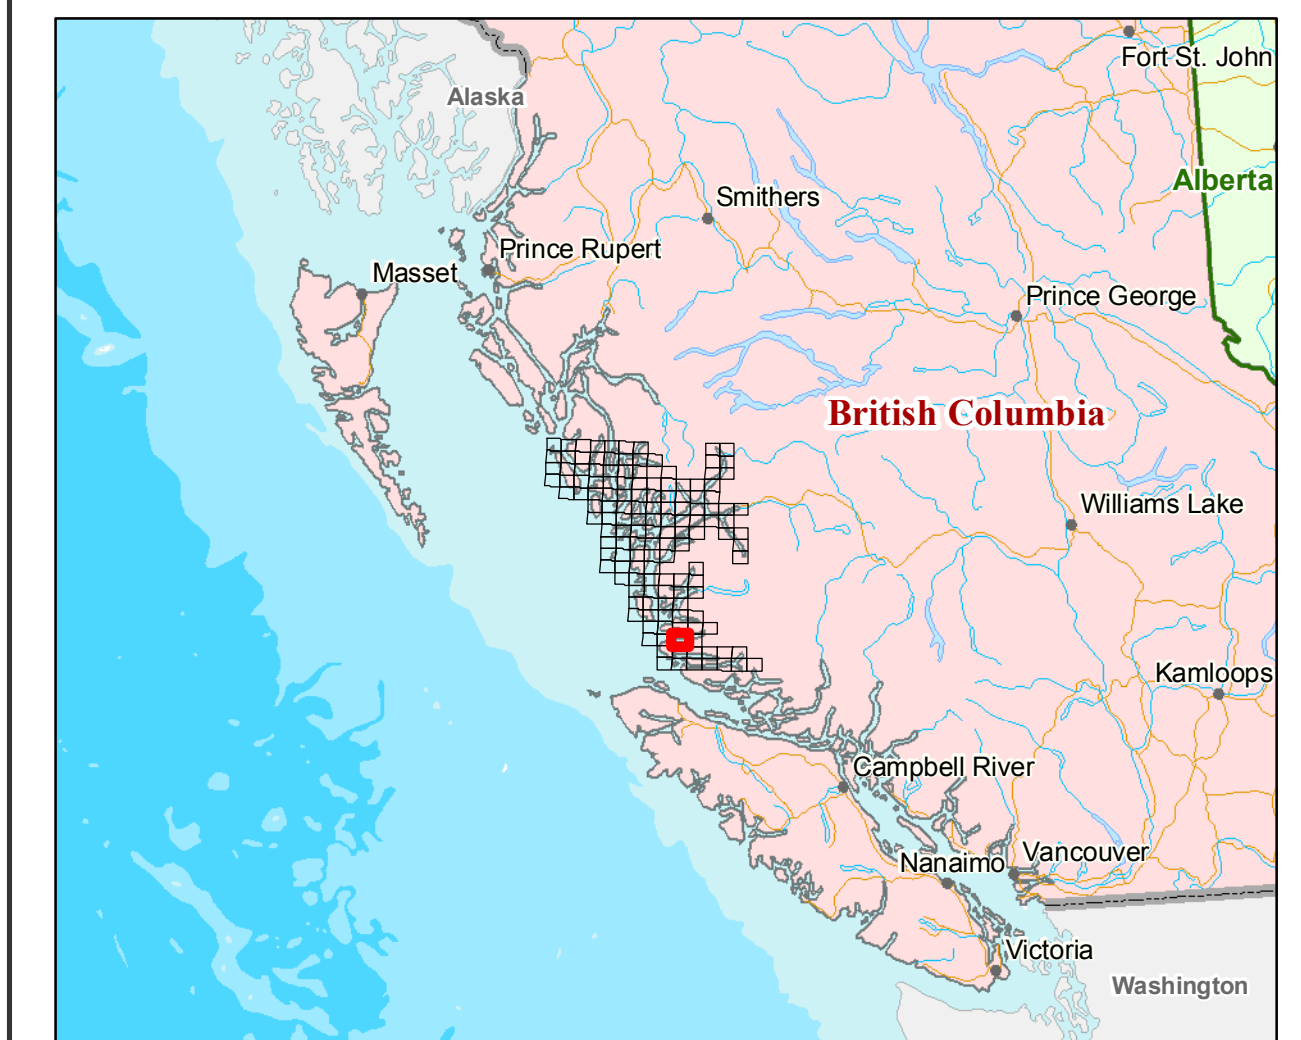 Fort St. John
Alaska
Alberta
Smithers
Prince Rupert
Masset
Prince George
British Columbia
Williams Lake
Kamloops
Campbell River
Vancouver
Nanaimo
Victoria
Washington